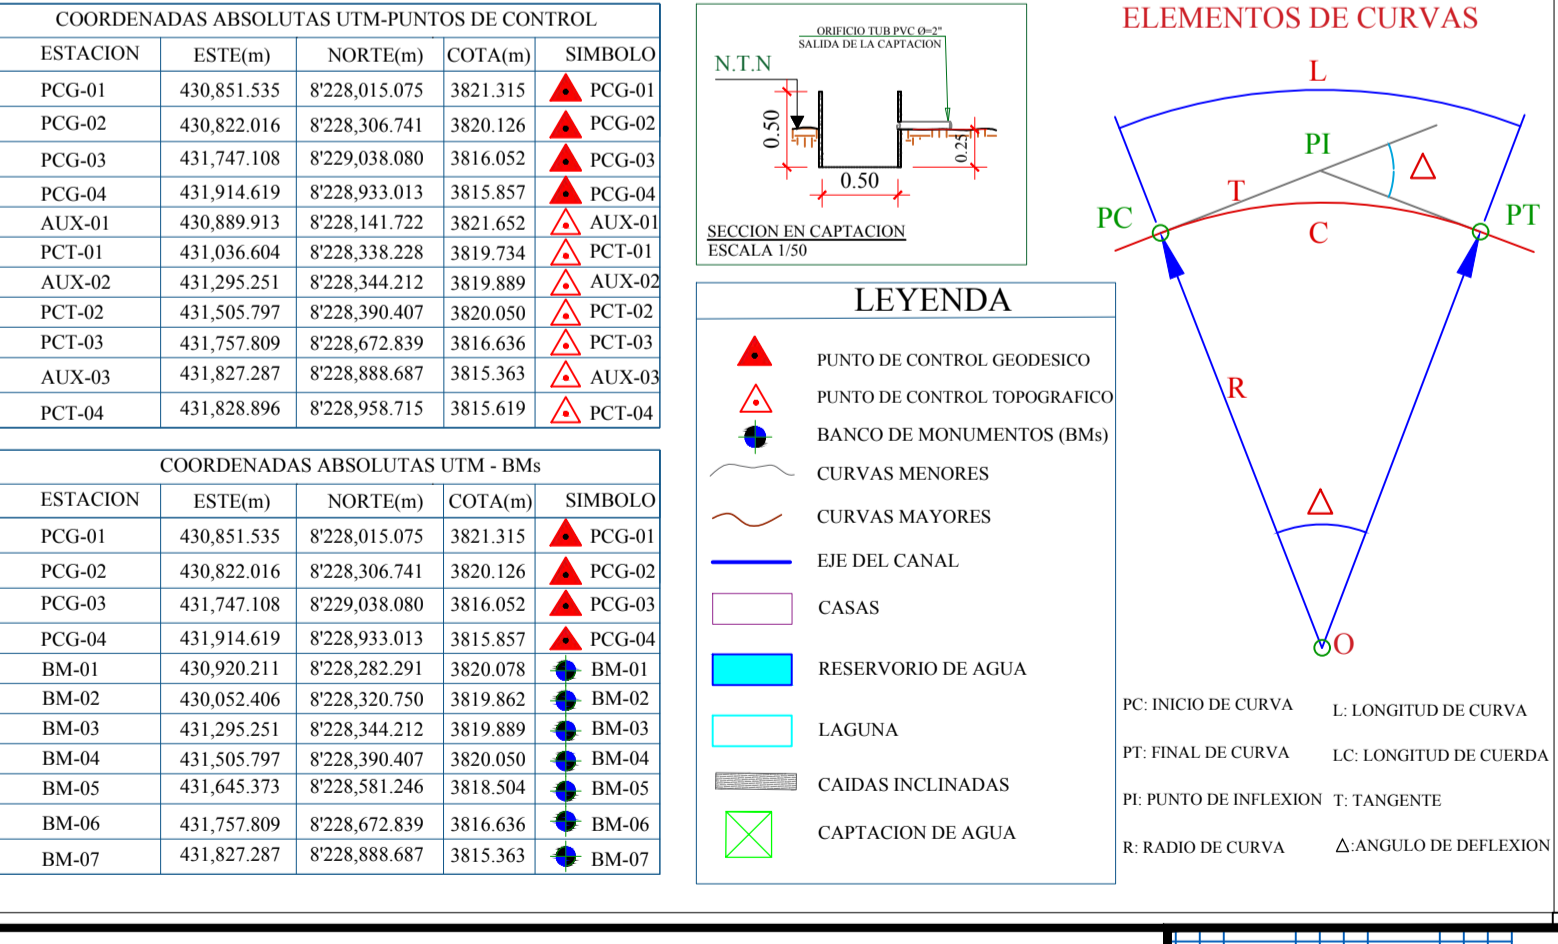 COORDENADAS ABSOLUTAS UTM-PUNTOS DE CONTROL
ESTACION ESTE(m) NORTE(m) COTA(m) SIMBOLO
PCG-01 430,851.535 8'228,015.075 3821.315 PCG-01
PCG-02 430,822.016 8'228,306.741 3820.126 PCG-02
PCG-03 431,747.108 8'229,038.080 3816.052 PCG-03
PCG-04 431,914.619 8'228,933.013 3815.857 PCG-04
AUX-01 430,889.913 8'228,141.722 3821.652 AUX-01
PCT-01 431,036.604 8'228,338.228 3819.734 PCT-01
AUX-02 431,295.251 8'228,344.212 3819.889 AUX-02
PCT-02 431,505.797 8'228,390.407 3820.050 PCT-02
PCT-03 431,757.809 8'228,672.839 3816.636 PCT-03
AUX-03 431,827.287 8'228,888.687 3815.363 AUX-03
PCT-04 431,828.896 8'228,958.715 3815.619 PCT-04
COORDENADAS ABSOLUTAS UTM - BMs
ESTACION ESTE(m) NORTE(m) COTA(m) SIMBOLO
PCG-01 430,851.535 8'228,015.075 3821.315 PCG-01
PCG-02 430,822.016 8'228,306.741 3820.126 PCG-02
PCG-03 431,747.108 8'229,038.080 3816.052 PCG-03
PCG-04 431,914.619 8'228,933.013 3815.857 PCG-04
BM-01 430,920.211 8'228,282.291 3820.078 BM-01
BM-02 430,052.406 8'228,320.750 3819.862 BM-02
BM-03 431,295.251 8'228,344.212 3819.889 BM-03
BM-04 431,505.797 8'228,390.407 3820.050 BM-04
BM-05 431,645.373 8'228,581.246 3818.504 BM-05
BM-06 431,757.809 8'228,672.839 3816.636 BM-06
BM-07 431,827.287 8'228,888.687 3815.363 BM-07
ORIFICIO TUB PVC Ø=2"
SALIDA DE LA CAPTACION
N.T.N
0.50
0.25
0.50
SECCION EN CAPTACION
ESCALA 1/50
LEYENDA
PUNTO DE CONTROL GEODESICO
PUNTO DE CONTROL TOPOGRAFICO
BANCO DE MONUMENTOS (BMs)
CURVAS MENORES
CURVAS MAYORES
EJE DEL CANAL
CASAS
RESERVORIO DE AGUA
LAGUNA
CAIDAS INCLINADAS
CAPTACION DE AGUA
ELEMENTOS DE CURVAS
L
PI
Δ
T
PC
C
PT
R
Δ
O
PC: INICIO DE CURVA
L: LONGITUD DE CURVA
PT: FINAL DE CURVA
LC: LONGITUD DE CUERDA
PI: PUNTO DE INFLEXION
T: TANGENTE
R: RADIO DE CURVA
Δ:ANGULO DE DEFLEXION